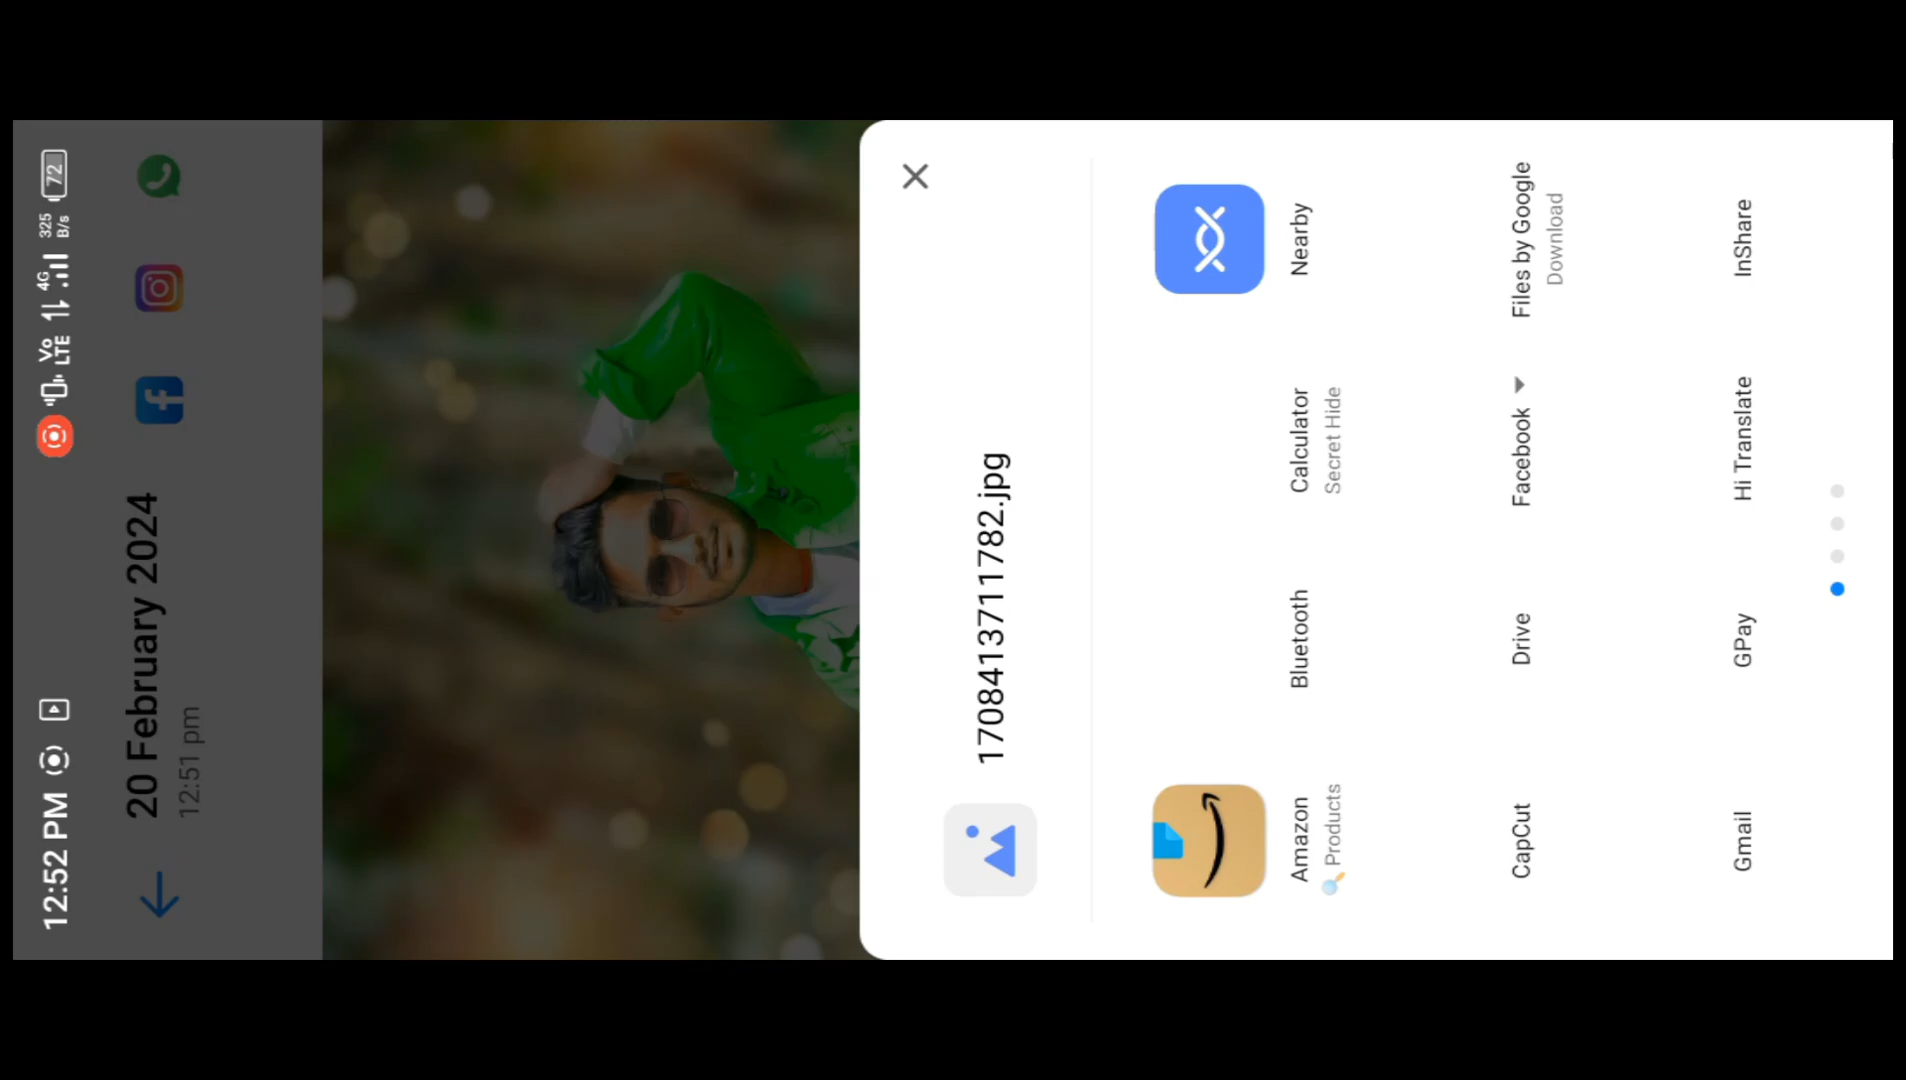 12:52 PM
Vo
LTE
4G
325
B/s
72
20 February 2024
12:51 pm
1708413711782.jpg
Amazon
Products
Bluetooth
Calculator
Secret Hide
Nearby
CapCut
Drive
Facebook
Files by Google
Download
Gmail
GPay
Hi Translate
InShare